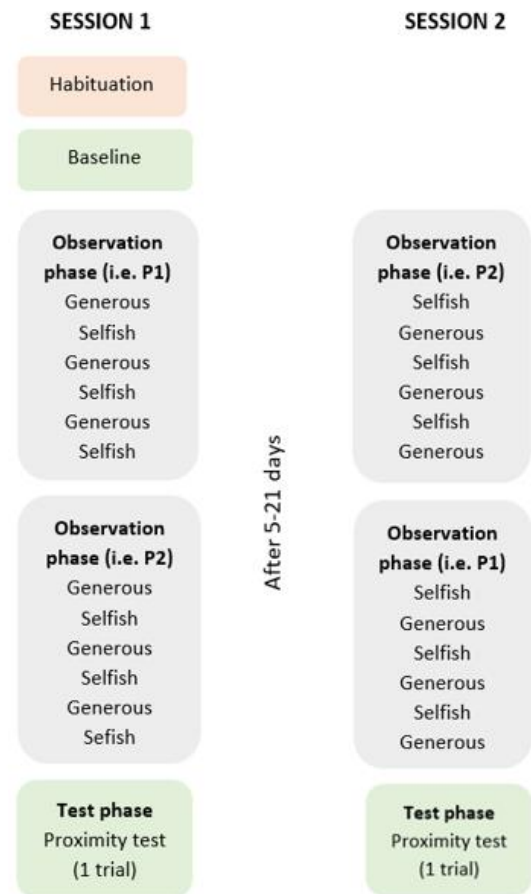 SESSION 1
Habituation
Baseline
Observation
phase (i.e. P1)
Generous
Selfish
Generous
Selfish
Generous
Selfish
Observation
phase (i.e. P2)
Generous
Selfish
Generous
Selfish
Generous
Sefish
Test phase
Proximity test
(1 trial)
After 5-21 days
SESSION 2
Observation
phase (i.e. P2)
Selfish
Generous
Selfish
Generous
Selfish
Generous
Observation
phase (i.e. P1)
Selfish
Generous
Selfish
Generous
Selfish
Generous
Test phase
Proximity test
(1 trial)